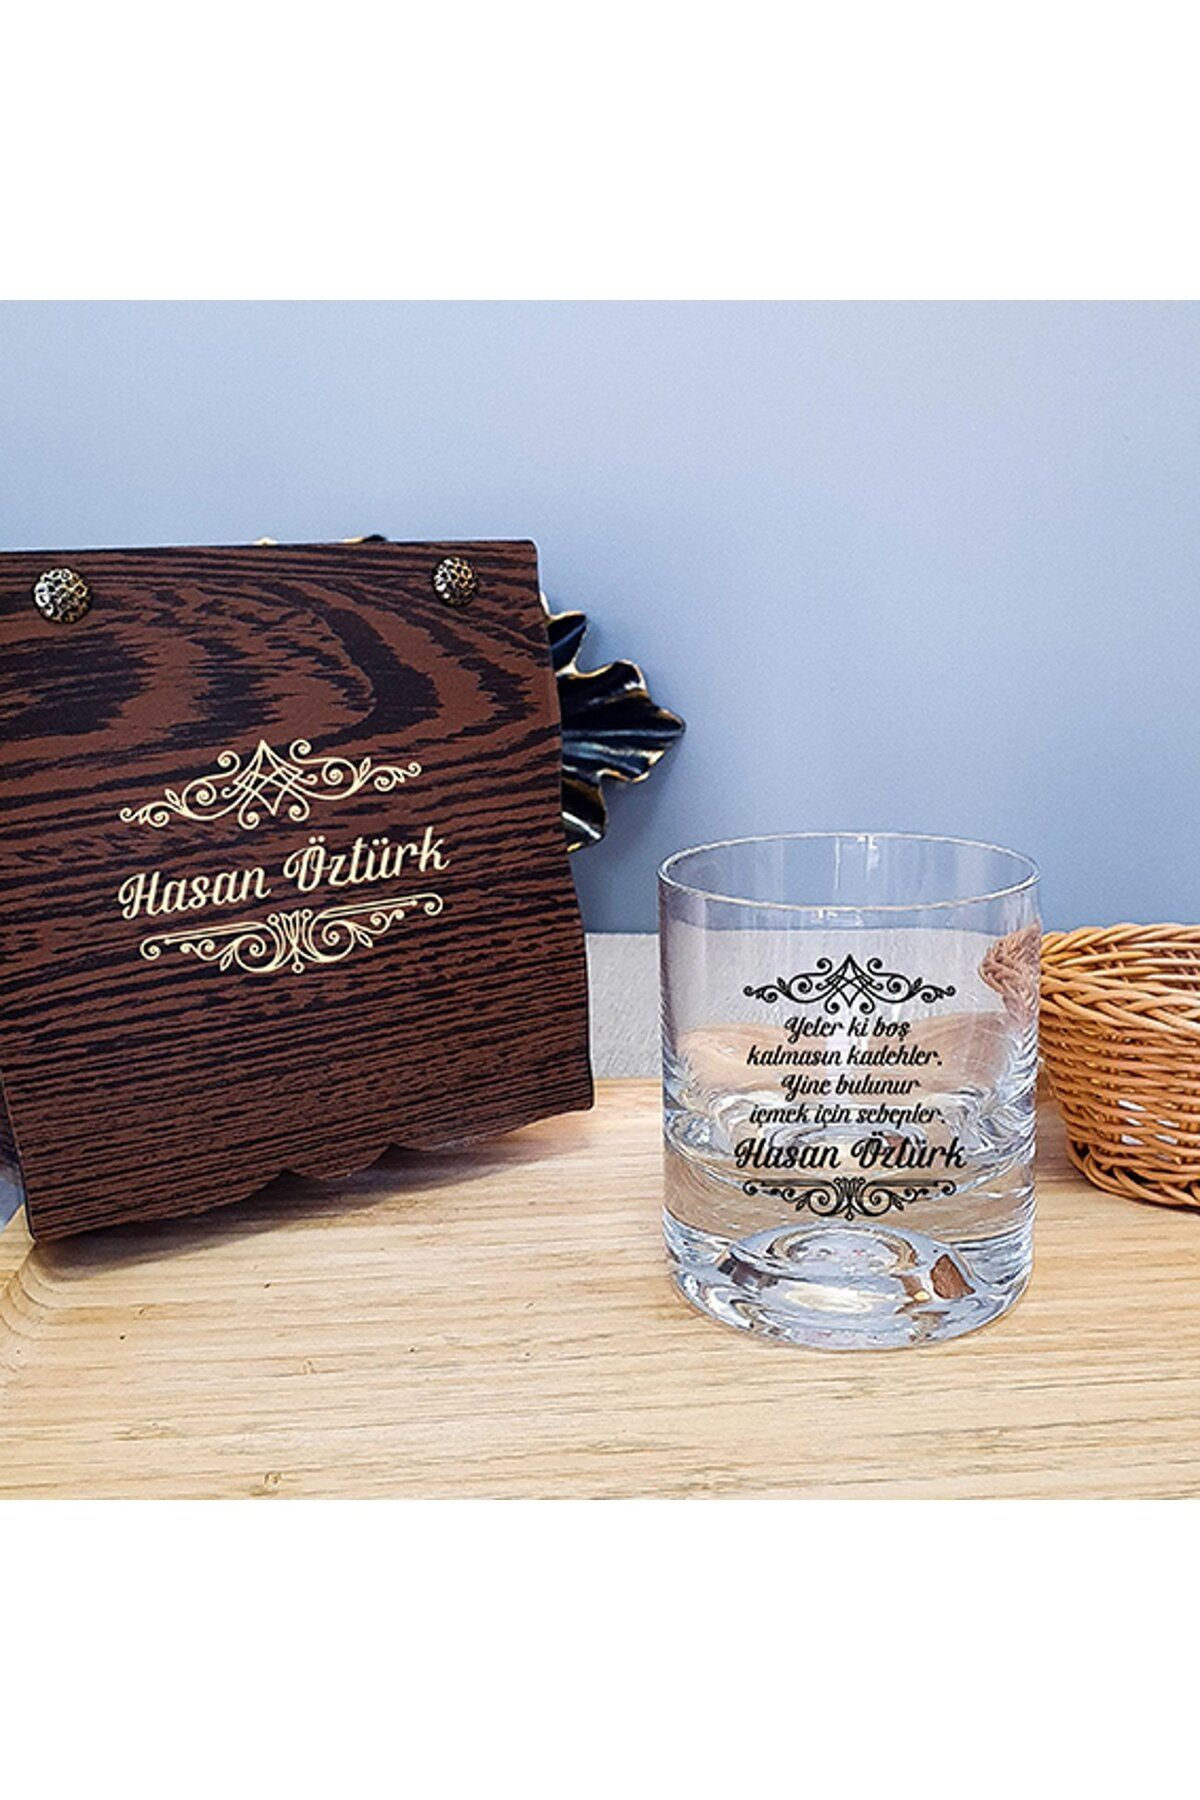 Hasan Öztürk
Yeter ki boş
kalmasın kadehler.
Yine bulunur
içmek için sebepler.
Hasan Öztürk